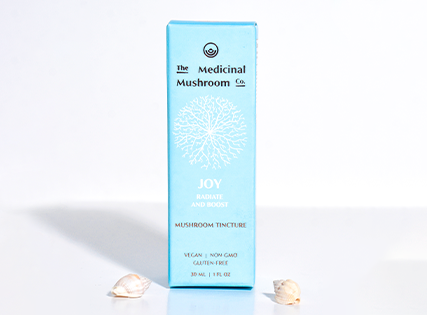 The Medicinal
Mushroom Co.
JOY
RADIATE
AND BOOST
MUSHROOM TINCTURE
VEGAN | NON GMO
GLUTEN-FREE
30 ML | 1 FL OZ